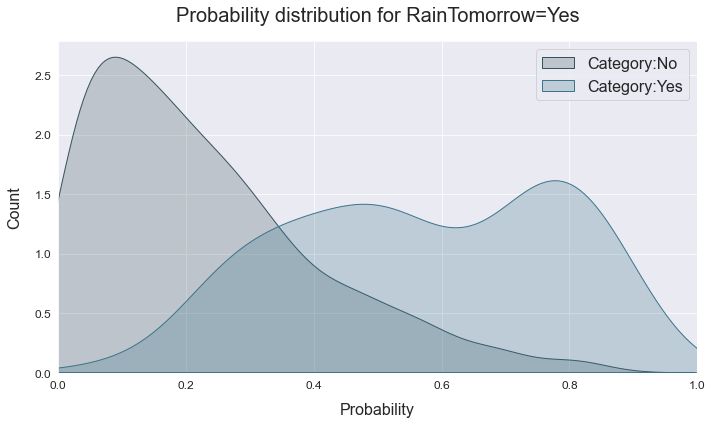 Probability distribution for RainTomorrow=Yes
Category:No
Category:Yes
2.5
2.0
1.5
1.0
0.5
0.0
Count
0.0 0.2 0.4 0.6 0.8 1.0
Probability